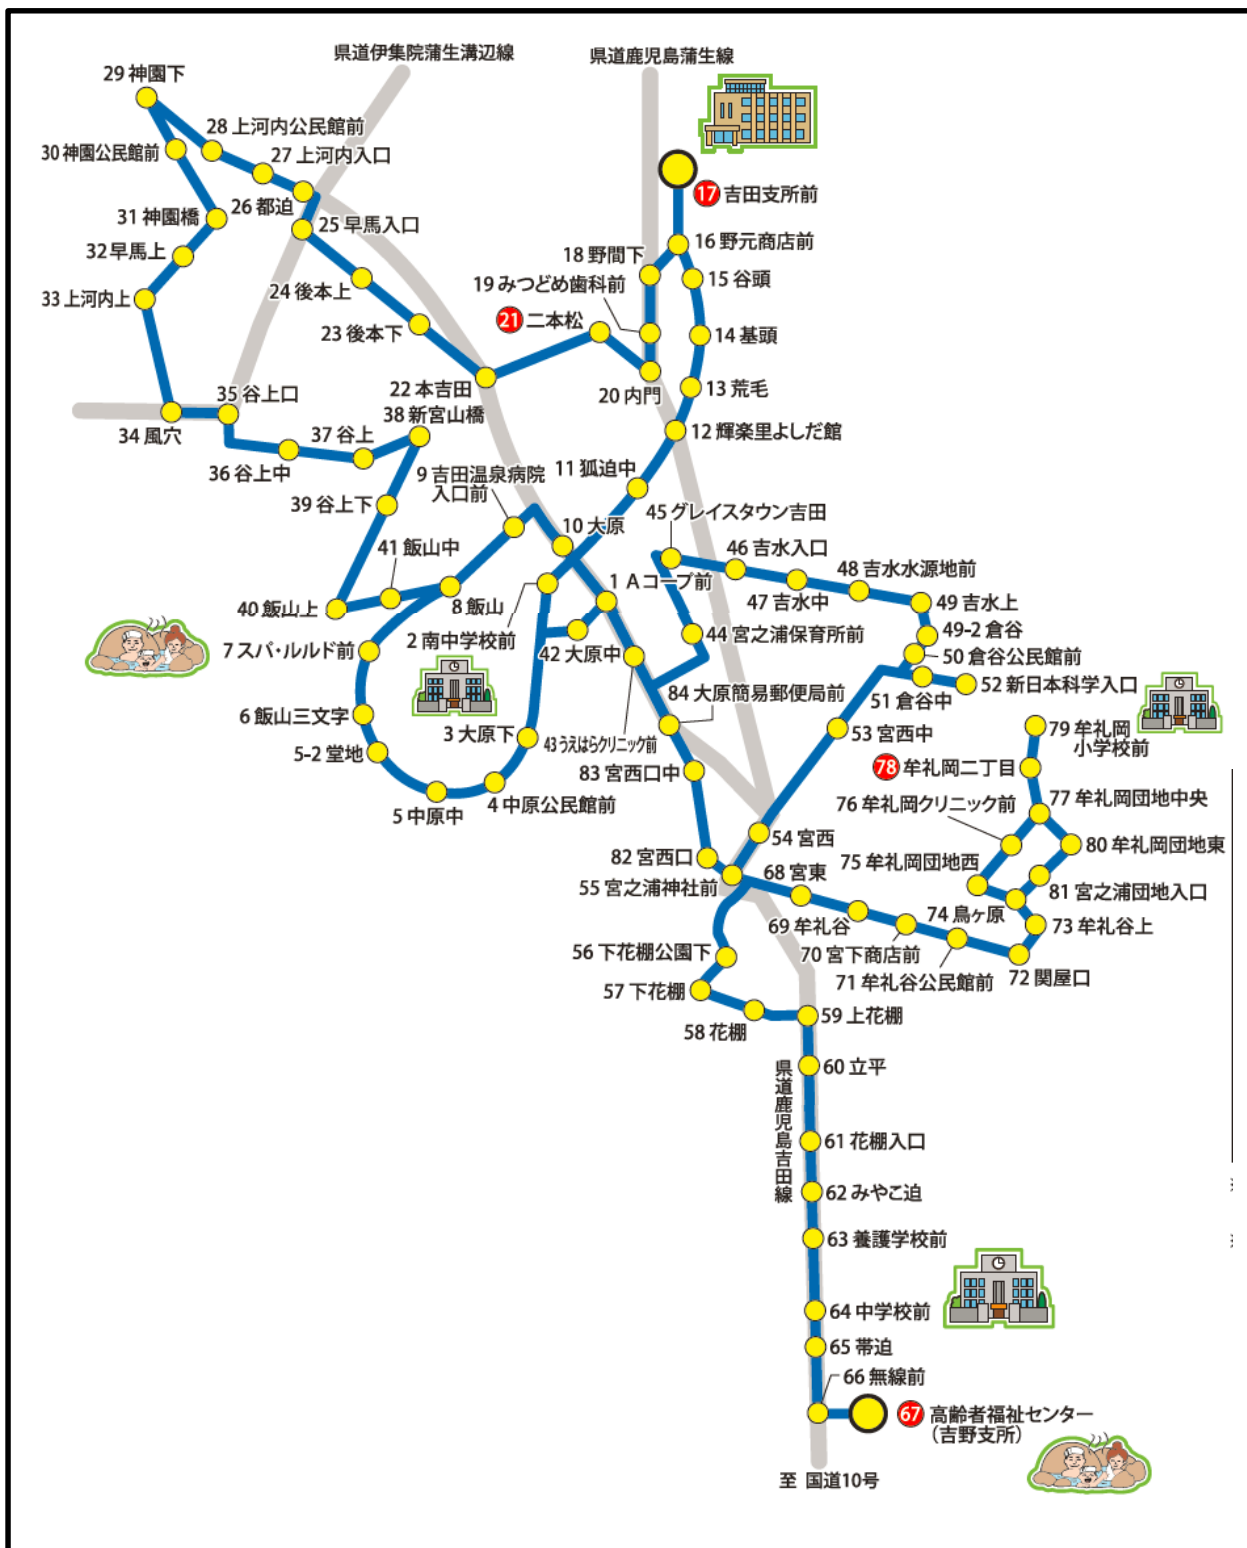 県道伊集院蒲生溝辺線
県道鹿児島蒲生線
29 神園下
28 上河内公民館前
30 神園公民館前
27 上河内入口
26 都迫
17 吉田支所前
31 神園橋
25 早馬入口
16 野元商店前
32 早馬上
18 野間下
15 谷頭
19 みつどめ歯科前
24 後本上
33 上河内上
21 二本松
23 後本下
14 基頭
22 本吉田
20 内門
13 荒毛
35 谷上口
38 新宮山橋
34 風穴
37 谷上
12 輝楽里よしだ館
36 谷上中
9 吉田温泉病院
入口前
11 狐迫中
39 谷上下
45 グレイスタウン吉田
10 大原
46 吉水入口
41 飯山中
48 吉水水源地前
1 Aコープ前
40 飯山上
8 飯山
47 吉水中
49 吉水上
49-2 倉谷
2 南中学校前
44 宮之浦保育所前
7 スパ・ルルド前
42 大原中
50 倉谷公民館前
52 新日本科学入口
84 大原簡易郵便局前
51 倉谷中
6 飯山三文字
79 牟礼岡
小学校前
3 大原下
43 うえはらクリニック前
53 宮西中
5-2 堂地
78 牟礼岡二丁目
83 宮西口中
76 牟礼岡クリニック前
77 牟礼岡団地中央
4 中原公民館前
5 中原中
54 宮西
80 牟礼岡団地東
82 宮西口
75 牟礼岡団地西
68 宮東
55 宮之浦神社前
81 宮之浦団地入口
74 鳥ヶ原
69 牟礼谷
73 牟礼谷上
56 下花棚公園下
70 宮下商店前
71 牟礼谷公民館前
72 関屋口
57 下花棚
58 花棚
59 上花棚
県道鹿児島吉田線
60 立平
61 花棚入口
62 みやこ迫
63 養護学校前
64 中学校前
65 帯迫
66 無線前
67 高齢者福祉センター
(吉野支所)
至 国道10号